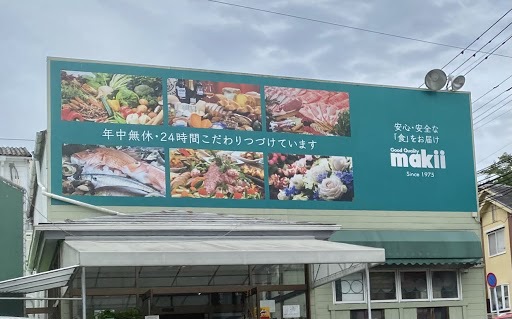 年中無休・24時間こだわりつづけています
安心・安全な
「食」をお届け
Good Quality
makii
Since 1973